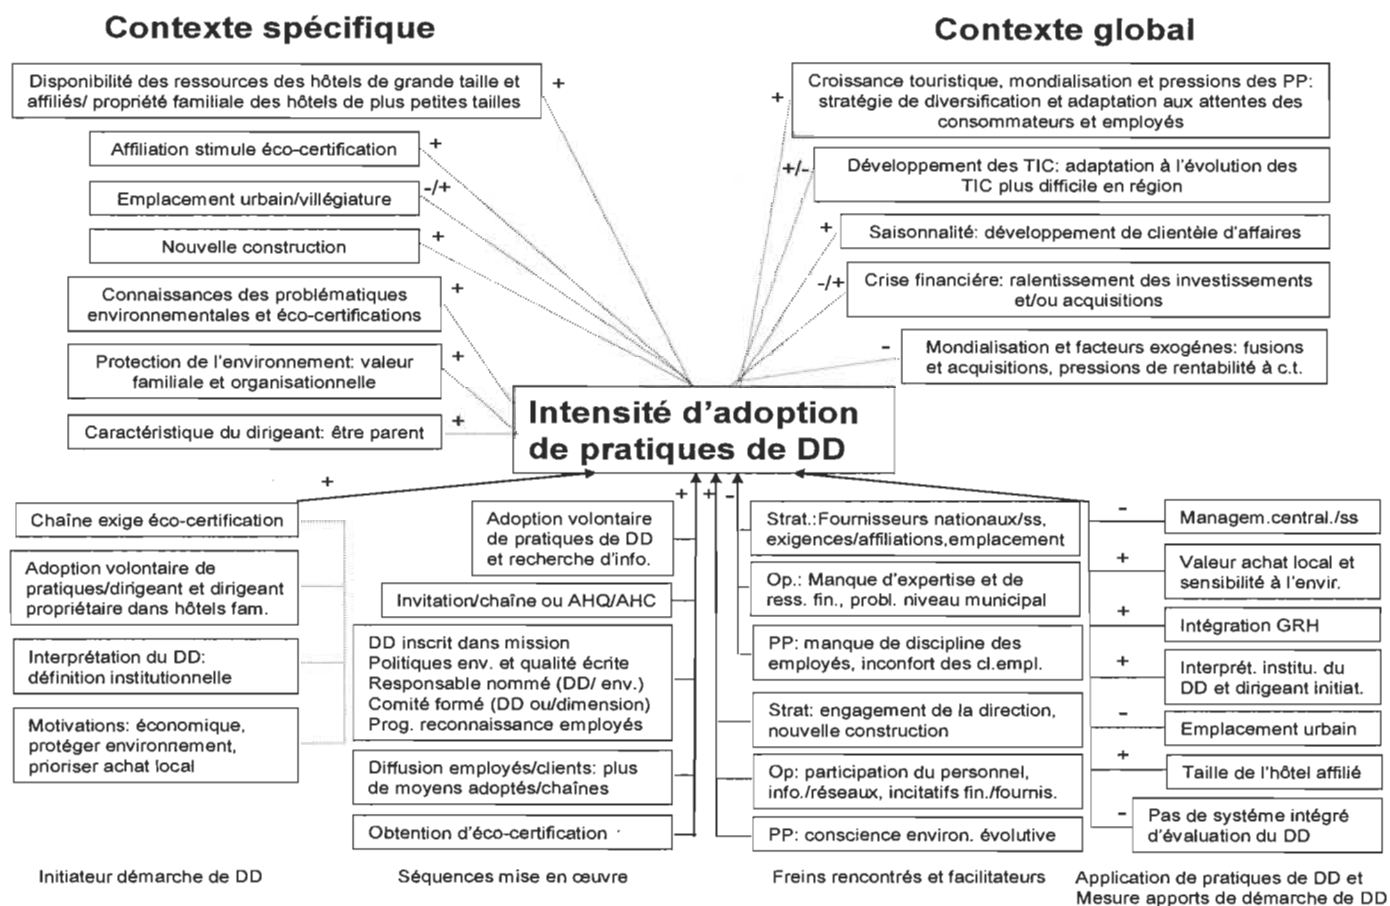 Contexte spécifique
Contexte global
Disponibilité des ressources des hôtels de grande taille et
affiliés/ propriété familiale des hôtels de plus petites tailles
+
Affiliation stimule éco-certification
+
Emplacement urbain/villégiature
-/+
Nouvelle construction
+
Connaissances des problématiques
environnementales et éco-certifications
+
Protection de l'environnement: valeur
familiale et organisationnelle
+
Caractéristique du dirigeant: être parent
+
+
Croissance touristique, mondialisation et pressions des PP:
stratégie de diversification et adaptation aux attentes des
consommateurs et employés
+/-
Développement des TIC: adaptation à l'évolution des
TIC plus difficile en région
+
Saisonnalité: développement de clientèle d'affaires
-/+
Crise financiére: ralentissement des investissements
et/ou acquisitions
-
Mondialisation et facteurs exogénes: fusions
et acquisitions, pressions de rentabilité à c.t.
Intensité d'adoption
de pratiques de DD
+
Chaîne exige éco-certification
Adoption volontaire de
pratiques/dirigeant et dirigeant
propriétaire dans hôtels fam.
Interprétation du DD:
définition institutionnelle
Motivations: économique,
protéger environnement,
prioriser achat local
Initiateur démarche de DD
+
Adoption volontaire
de pratiques de DD
et recherche d'info.
Invitation/chaîne ou AHQ/AHC
DD inscrit dans mission
Politiques env. et qualité écrite
Responsable nommé (DD/ env.)
Comité formé (DD ou/dimension)
Prog. reconnaissance employés
Diffusion employés/clients: plus
de moyens adoptés/chaînes
Obtention d'éco-certification
Séquences mise en œuvre
+
-
Strat.:Fournisseurs nationaux/ss,
exigences/affiliations,emplacement
Op.: Manque d'expertise et de
ress. fin., probl. niveau municipal
PP: manque de discipline des
employés, inconfort des cl.empl.
Strat: engagement de la direction,
nouvelle construction
Op: participation du personnel,
info./réseaux, incitatifs fin./fournis.
PP: conscience environ. évolutive
Freins rencontrés et facilitateurs
-
Managem.central./ss
+
Valeur achat local et
sensibilité à l'envir.
+
Intégration GRH
+
Interprét. institu. du
DD et dirigeant initiat.
-
Emplacement urbain
+
Taille de l'hôtel affilié
-
Pas de systéme intégré
d'évaluation du DD
Application de pratiques de DD et
Mesure apports de démarche de DD